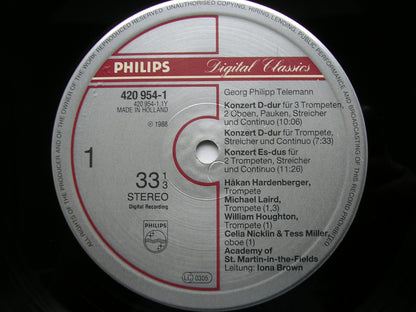 UNAUTHORISED COPYING, HIRING, LENDING, PUBLIC PERFORMANCE AND BROADCASTING OF THIS RECORD PROHIBITED
ALL RIGHTS OF THE PRODUCER AND OF THE OWNER OF THE WORK REPRODUCED RESERVED
PHILIPS
Digital Classics
420 954-1
420 954-1.1Y
MADE IN HOLLAND
℗ 1988
1
33 1/3
STEREO
Digital Recording
PHILIPS
Georg Philipp Telemann
Konzert D-dur für 3 Trompeten,
2 Oboen, Pauken, Streicher
und Continuo (10:06)
Konzert D-dur für Trompete,
Streicher und Continuo (7:33)
Konzert Es-dus für
2 Trompeten, Streicher
und Continuo (11:26)
Håkan Hardenberger,
Trompete
Michael Laird,
Trompete (1,3)
William Houghton,
Trompete (1)
Celia Nicklin & Tess Miller,
oboe (1)
Academy of
St. Martin-in-the-Fields
Leitung: Iona Brown
LC 0305